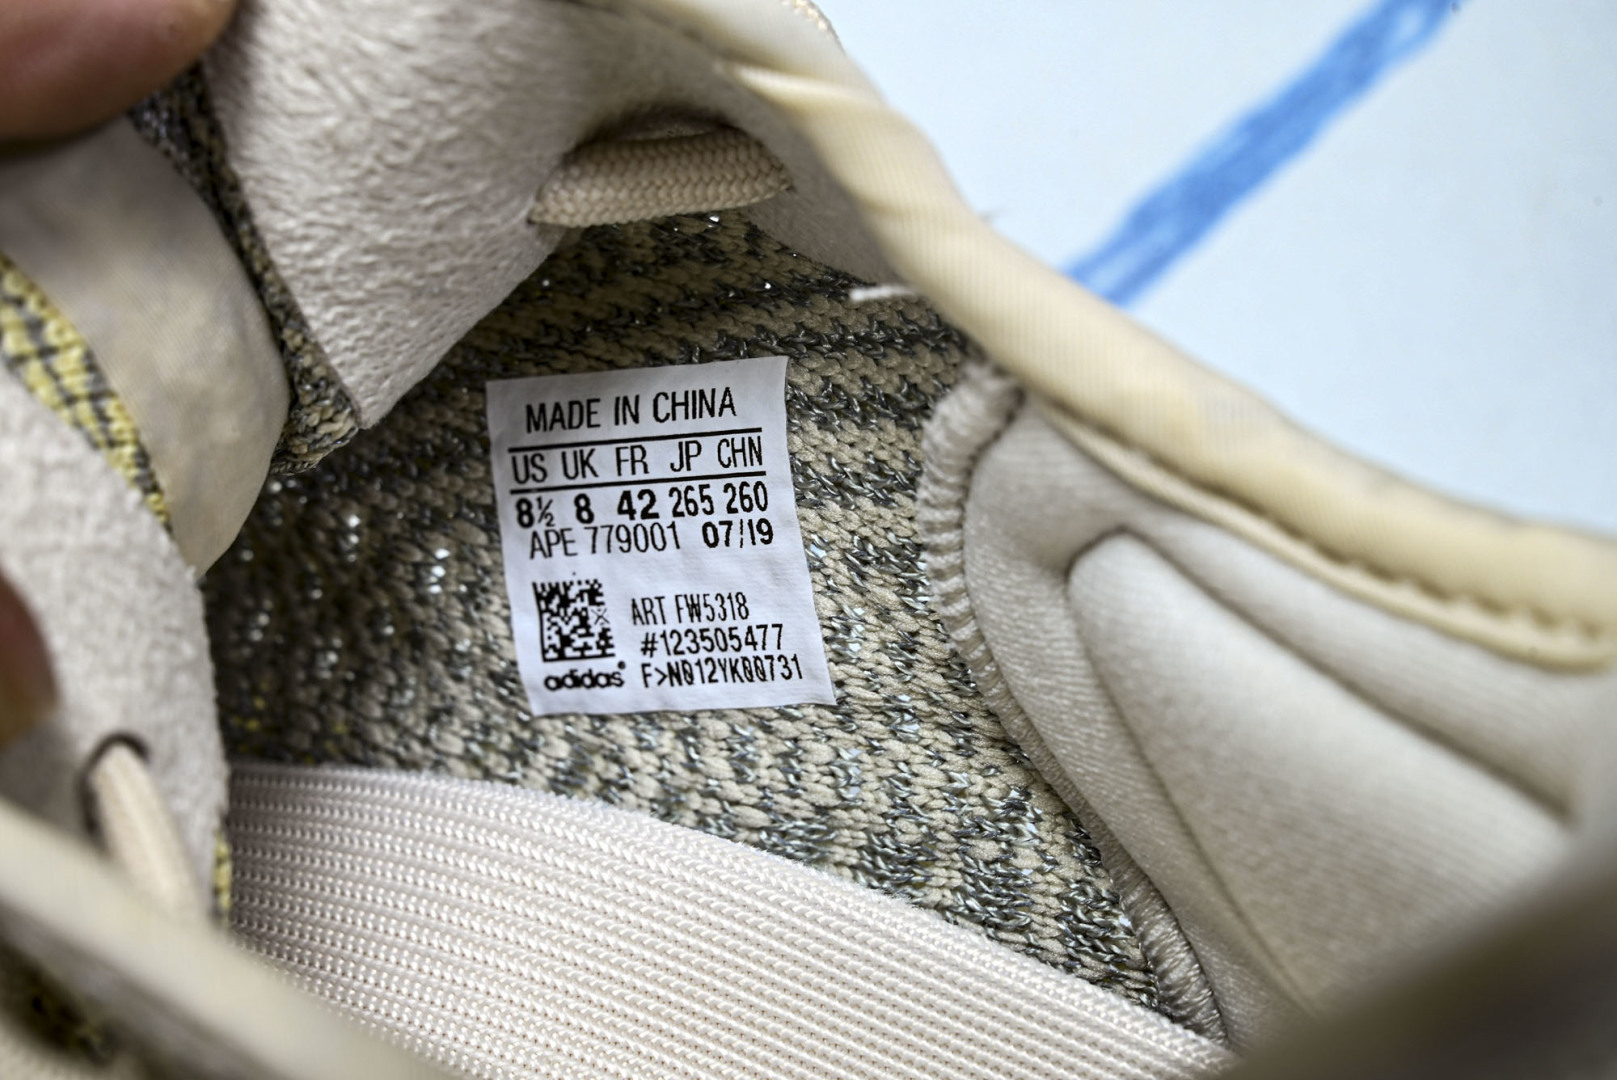 MADE IN CHINA
US UK FR JP CHN
8½ 8 42 265 260
APE 779001 07/19
ART FW5318
#123505477
adidas® F>N012YK00731